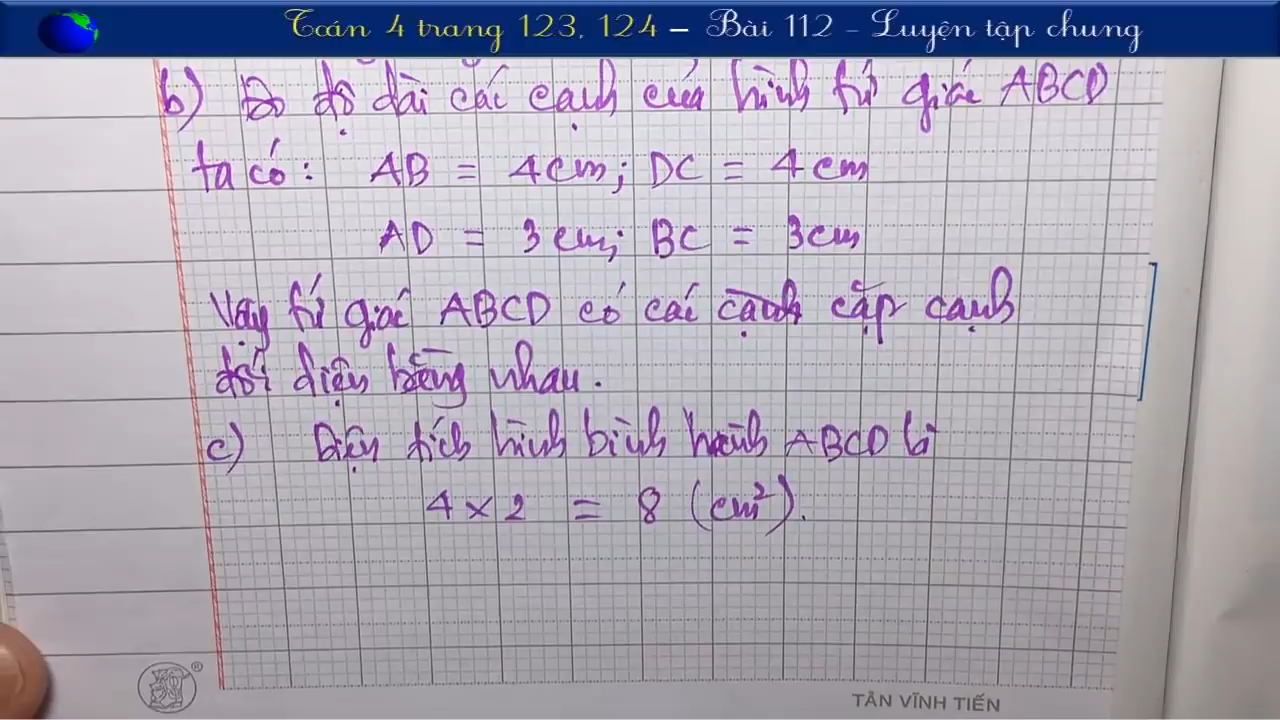 Toán 4 trang 123, 124 – Bài 112 - Luyện tập chung
b) Đo độ dài các cạnh của hình tứ giác ABCD
ta có: AB = 4cm; DC = 4cm
AD = 3cm; BC = 3cm
Vậy tứ giác ABCD có các cạnh cặp cạnh
đối diện bằng nhau.
c) Diện tích hình bình hành ABCD là
4 × 2 = 8 (cm²).
®
TÂN VĨNH TIẾN